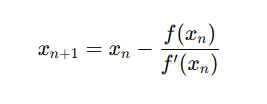 $x_{n+1} = x_n - \frac{f(x_n)}{f'(x_n)}$